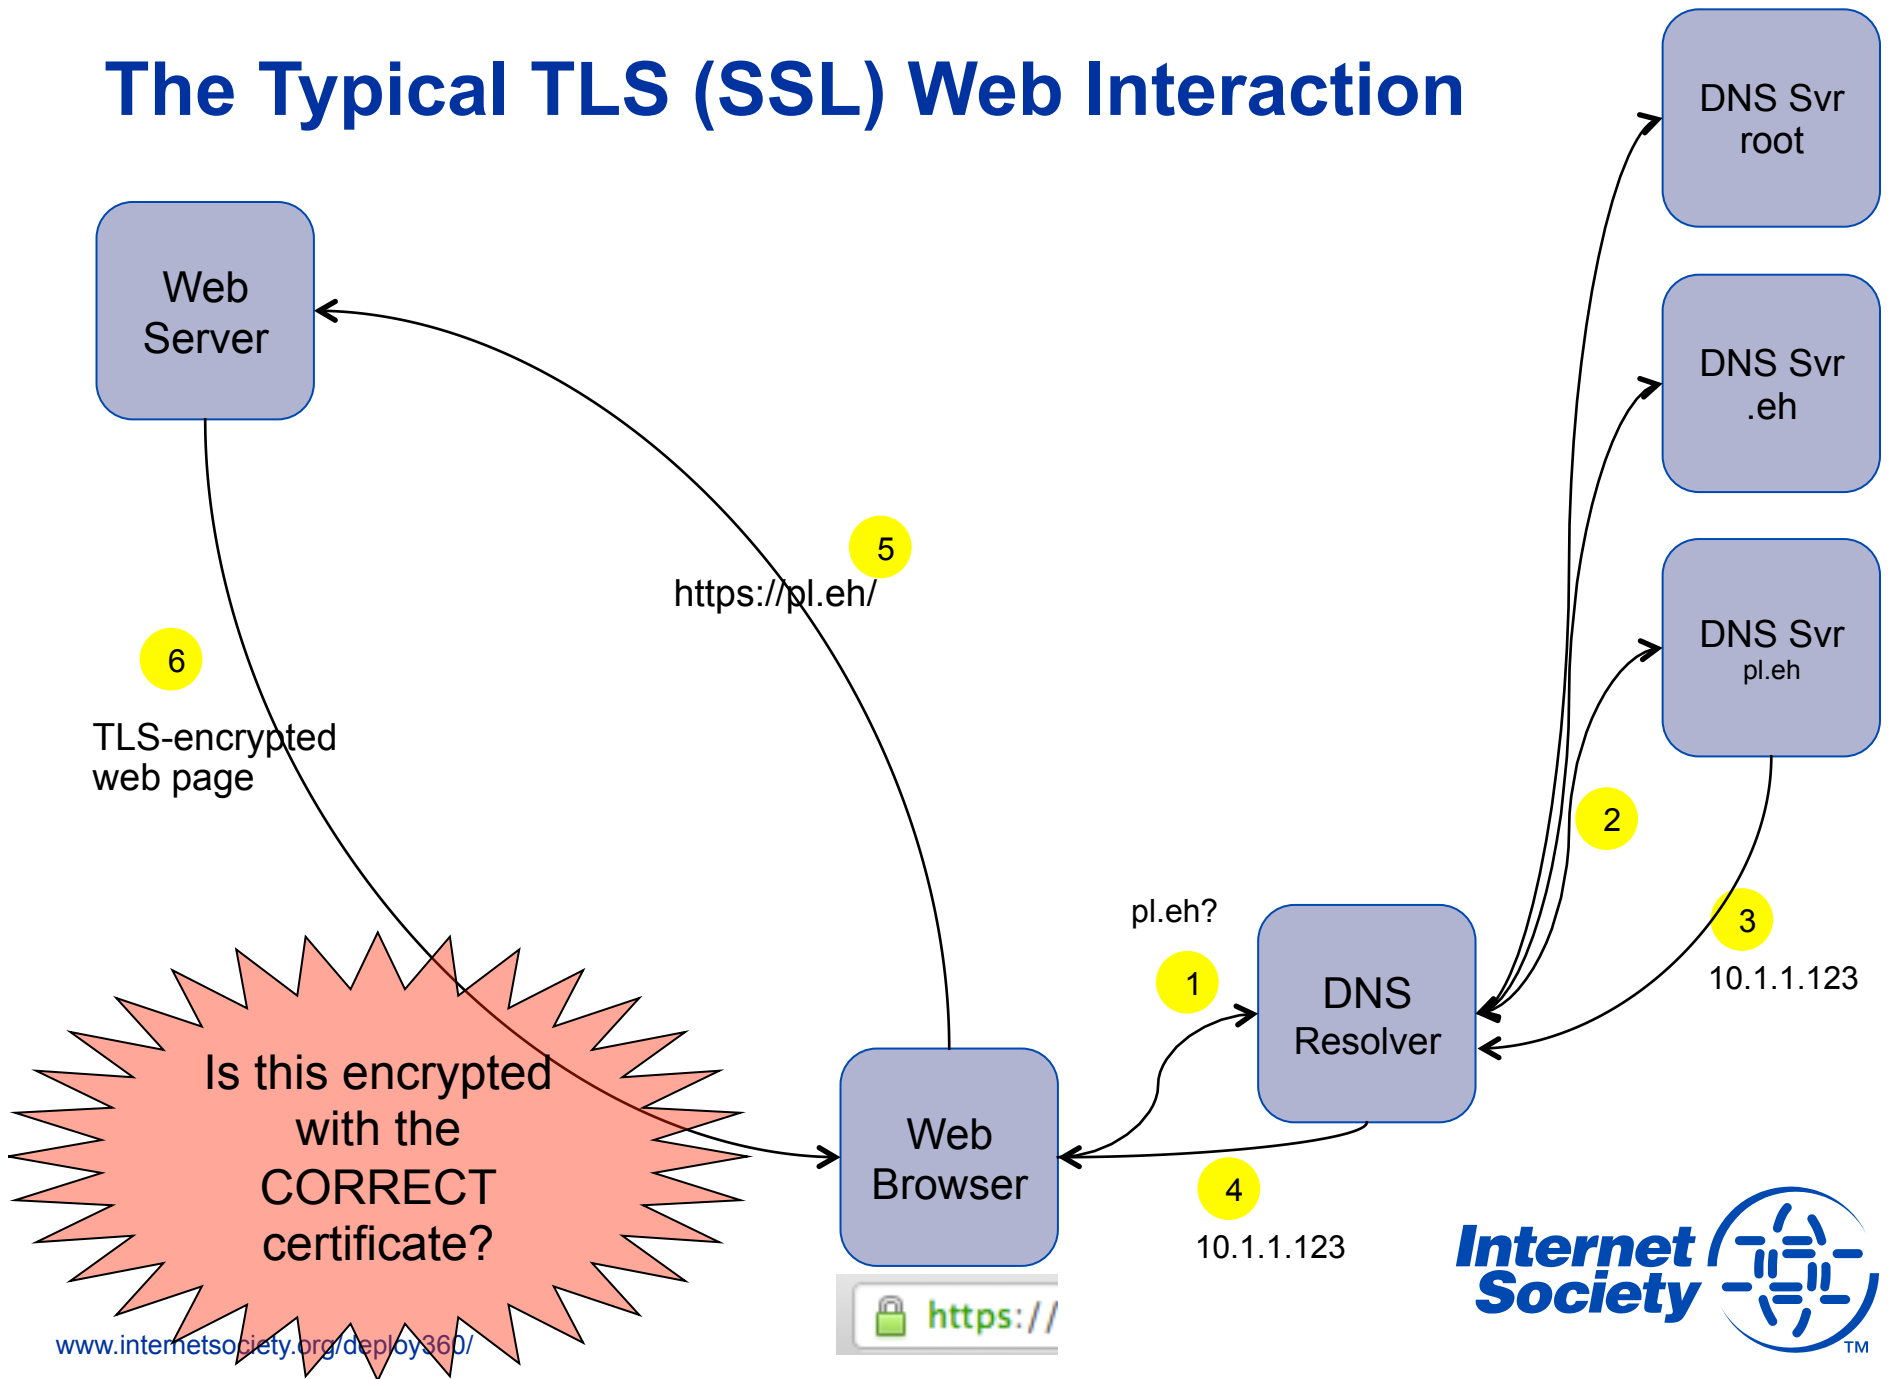 The Typical TLS (SSL) Web Interaction
DNS Svr
root
Web
Server
DNS Svr
.eh
5
https://pl.eh/
DNS Svr
pl.eh
6
TLS-encrypted
web page
2
pl.eh?
1
3
10.1.1.123
DNS
Resolver
Is this encrypted
with the
CORRECT
certificate?
Web
Browser
4
10.1.1.123
https://
Internet
Society
TM
www.internetsociety.org/deploy360/